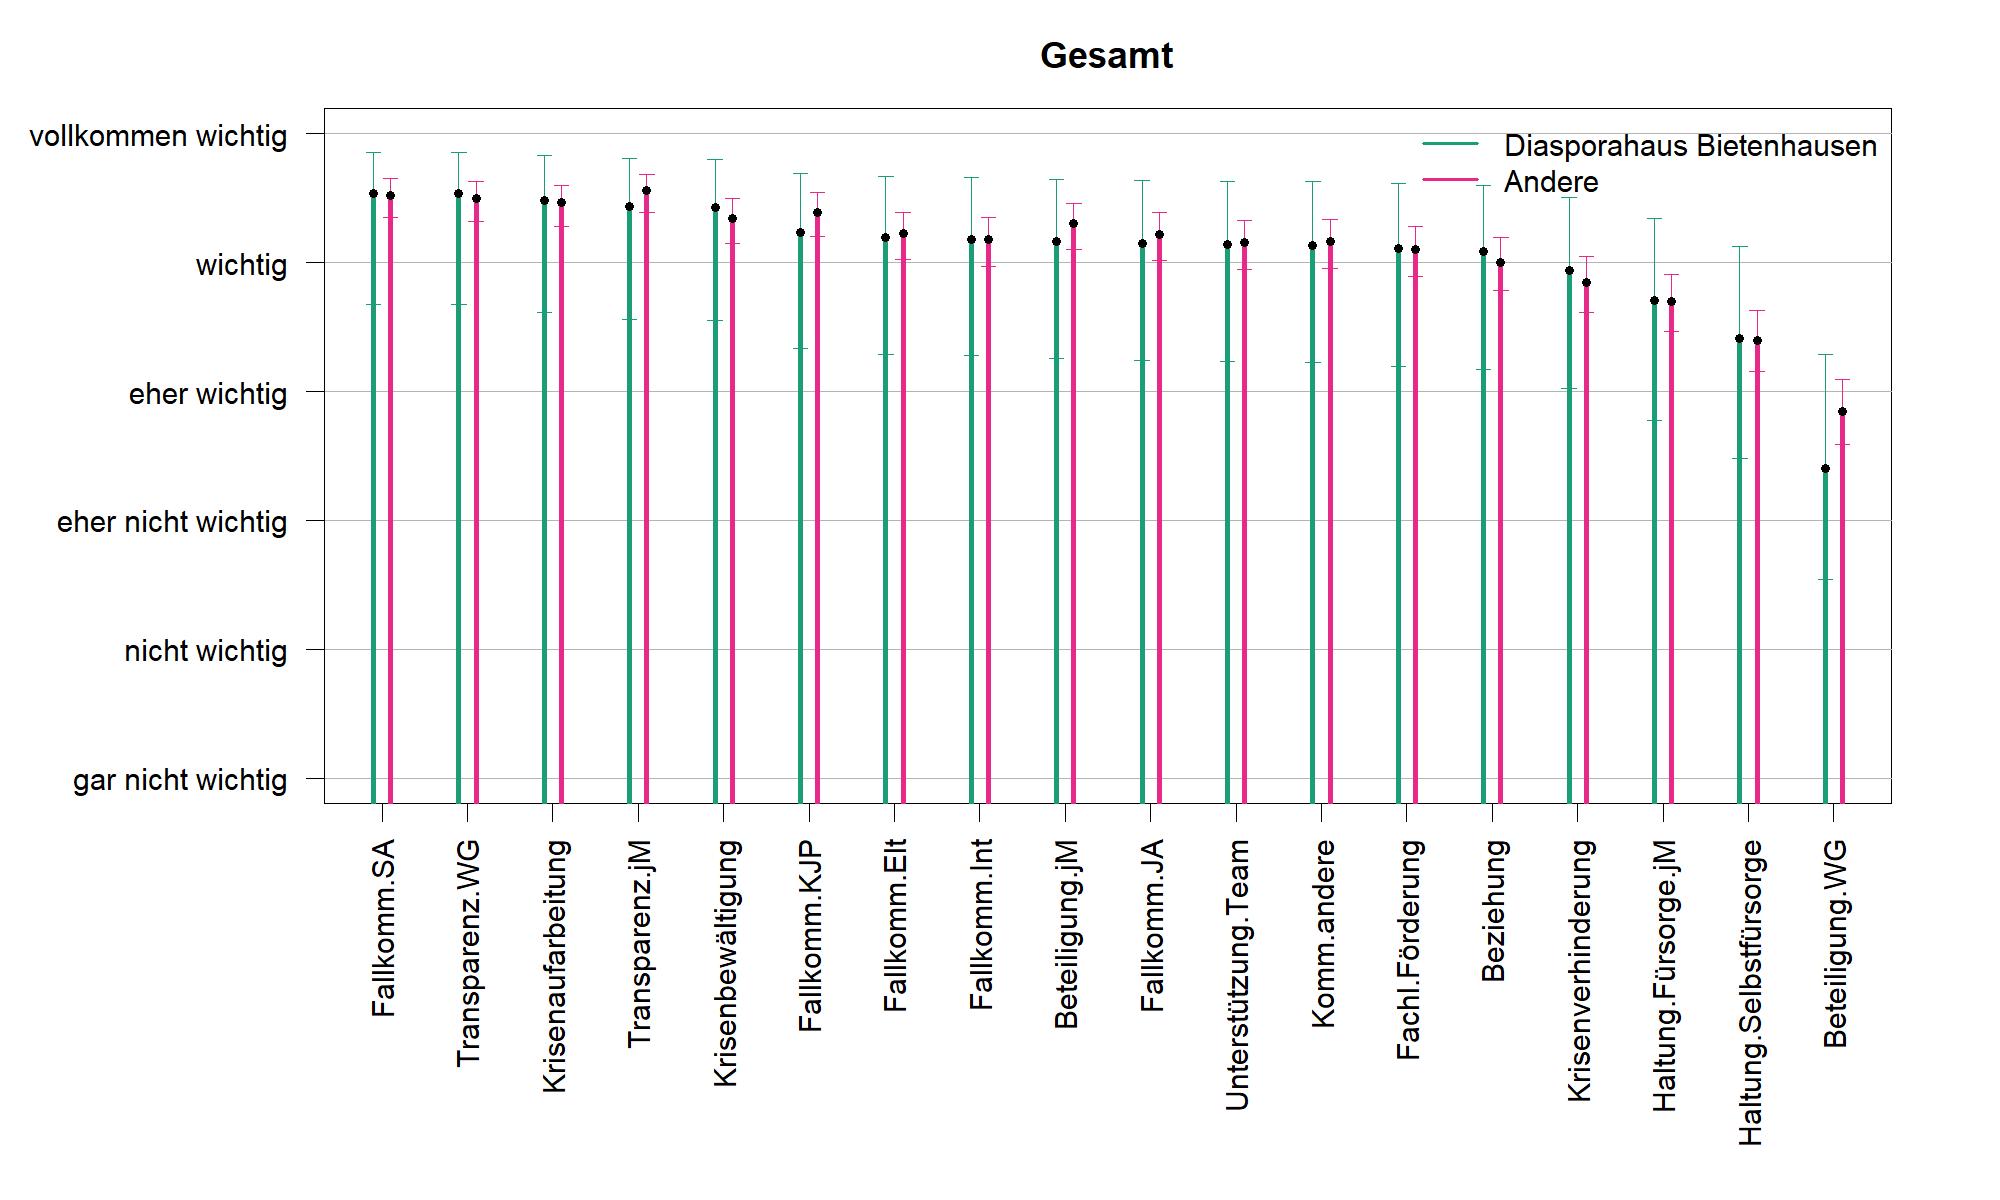 Gesamt
vollkommen wichtig
wichtig
eher wichtig
eher nicht wichtig
nicht wichtig
gar nicht wichtig
Diasporahaus Bietenhausen
Andere
Fallkomm.SA
Transparenz.WG
Krisenaufarbeitung
Transparenz.jM
Krisenbewältigung
Fallkomm.KJP
Fallkomm.Elt
Fallkomm.Int
Beteiligung.jM
Fallkomm.JA
Unterstützung.Team
Komm.andere
Fachl.Förderung
Beziehung
Krisenverhinderung
Haltung.Fürsorge.jM
Haltung.Selbstfürsorge
Beteiligung.WG